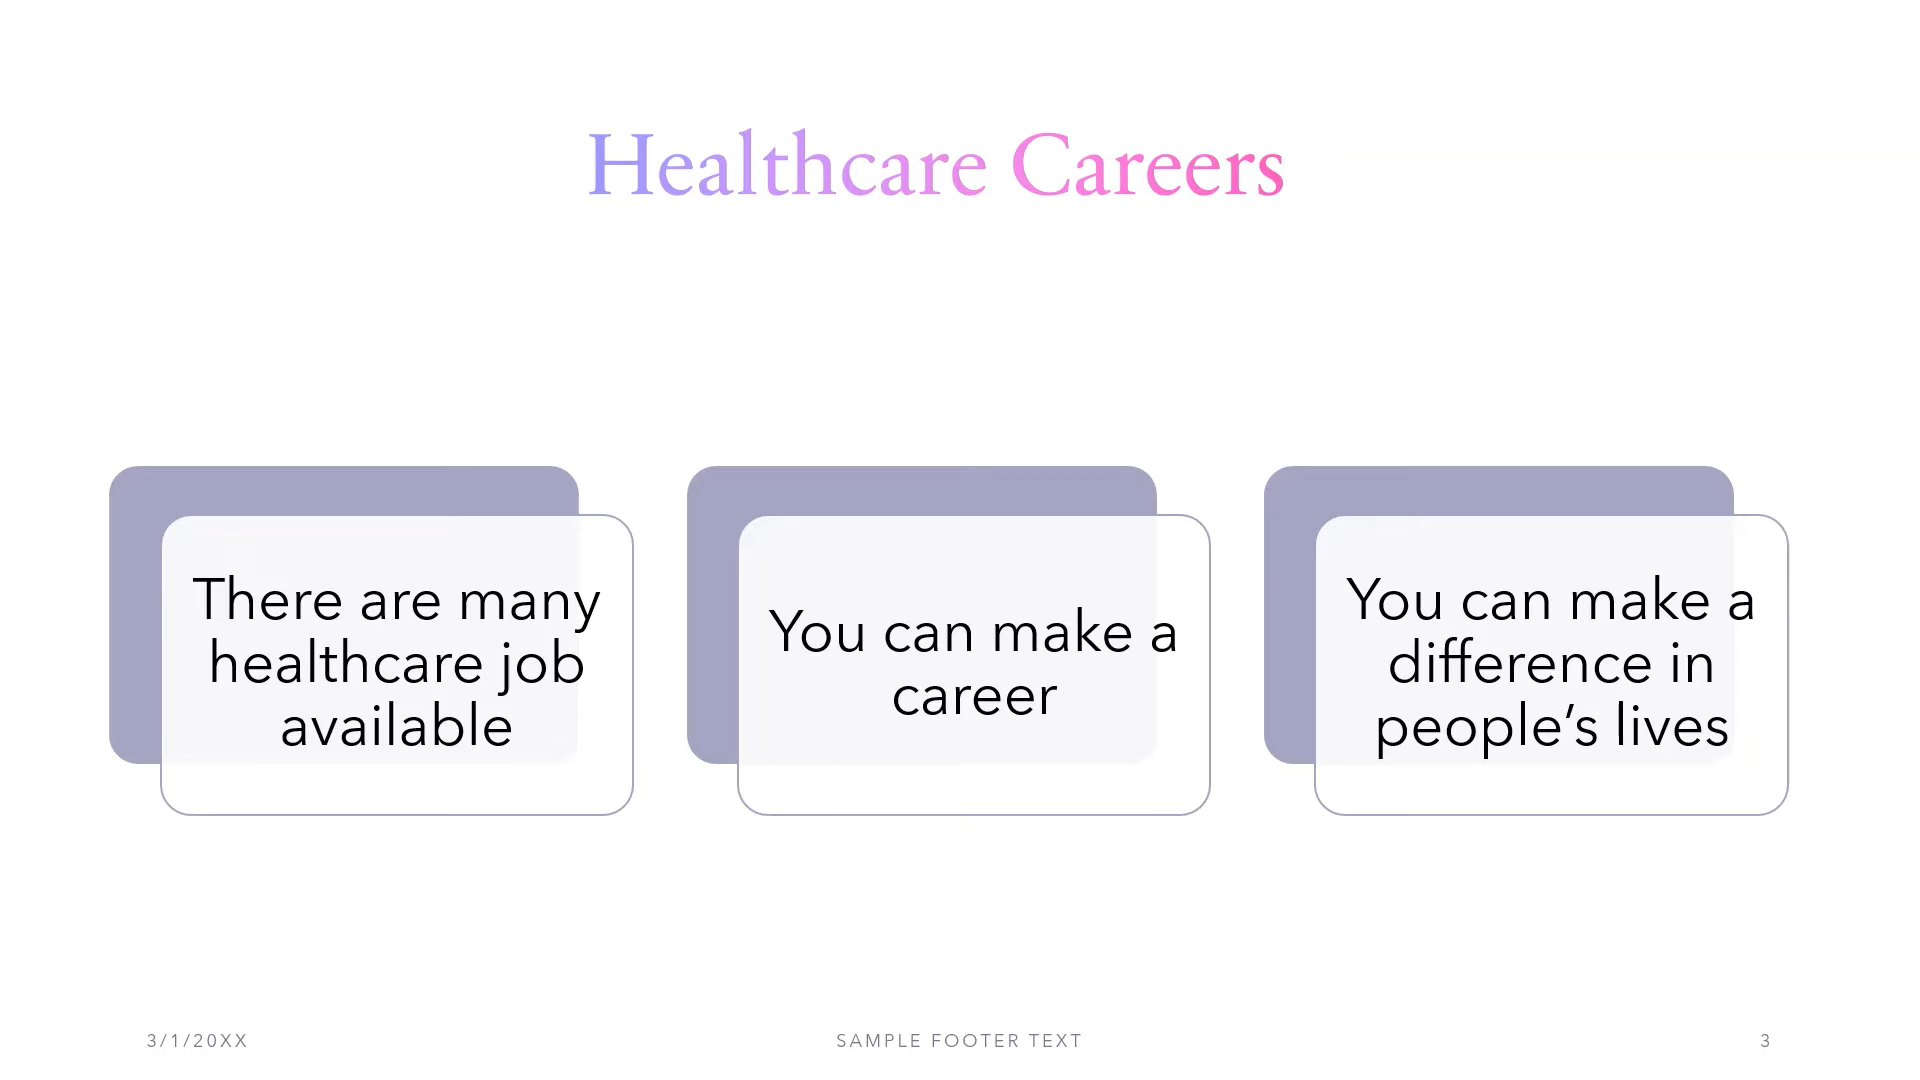 Healthcare Careers
There are many
healthcare job
available
You can make a
career
You can make a
difference in
people’s lives
3/1/20XX
SAMPLE FOOTER TEXT
3